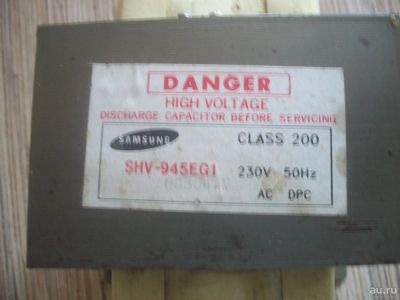 DANGER
HIGH VOLTAGE
DISCHARGE CAPACITOR BEFORE SERVICING
SAMSUNG CLASS 200
SHV-945EG1 230V 50Hz
AC DPC
au.ru